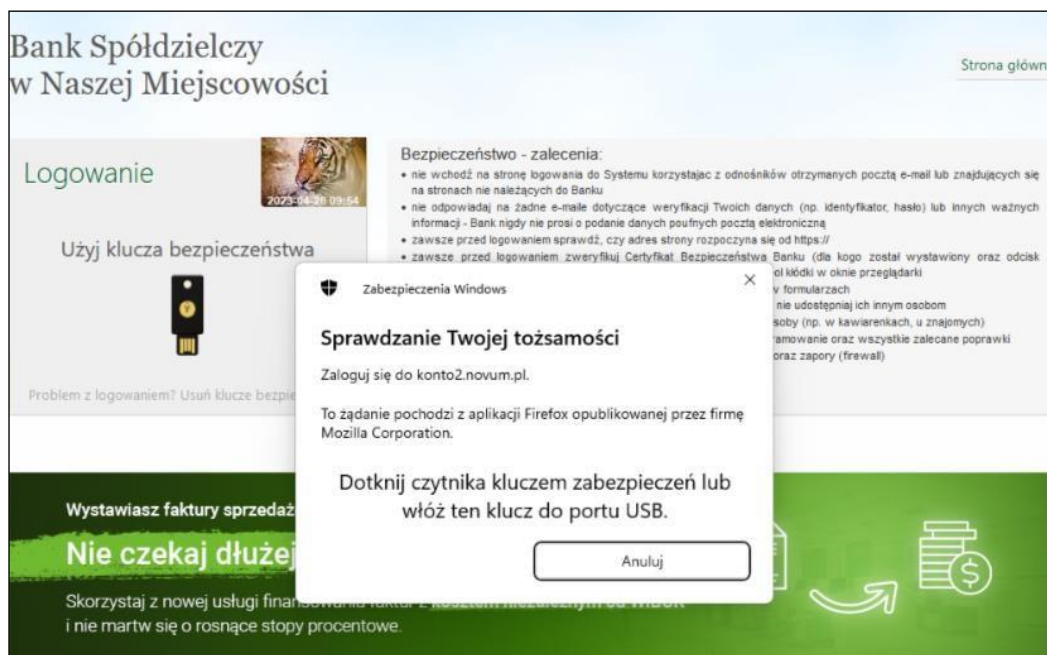 Bank Spółdzielczy
w Naszej Miejscowości
Strona główn
Logowanie
2023-04-26 09:54
Użyj klucza bezpieczeństwa
Problem z logowaniem? Usuń klucze bezpie
Bezpieczeństwo - zalecenia:
• nie wchodź na stronę logowania do Systemu korzystajac z odnośników otrzymanych pocztą e-mail lub znajdujących się
na stronach nie należących do Banku
• nie odpowiadaj na żadne e-maile dotyczące weryfikacji Twoich danych (np. identyfikator, hasło) lub innych ważnych
informacji - Bank nigdy nie prosi o podanie danych poufnych pocztą elektroniczną
• zawsze przed logowaniem sprawdź, czy adres strony rozpoczyna się od https://
• zawsze przed logowaniem zweryfikuj Certyfikat Bezpieczeństwa Banku (dla kogo został wystawiony oraz odcisk
ol kłódki w oknie przeglądarki
v formularzach
nie udostępniaj ich innym osobom
soby (np. w kawiarenkach, u znajomych)
ramowanie oraz wszystkie zalecane poprawki
oraz zapory (firewall)
Zabezpieczenia Windows
Sprawdzanie Twojej tożsamości
Zaloguj się do konto2.novum.pl.
To żądanie pochodzi z aplikacji Firefox opublikowanej przez firmę
Mozilla Corporation.
Dotknij czytnika kluczem zabezpieczeń lub
włóż ten klucz do portu USB.
Anuluj
Wystawiasz faktury sprzedaż
Nie czekaj dłużej
Skorzystaj z nowej usługi finansowania faktur z kosztem niezależnym od WIBOR
i nie martw się o rosnące stopy procentowe.